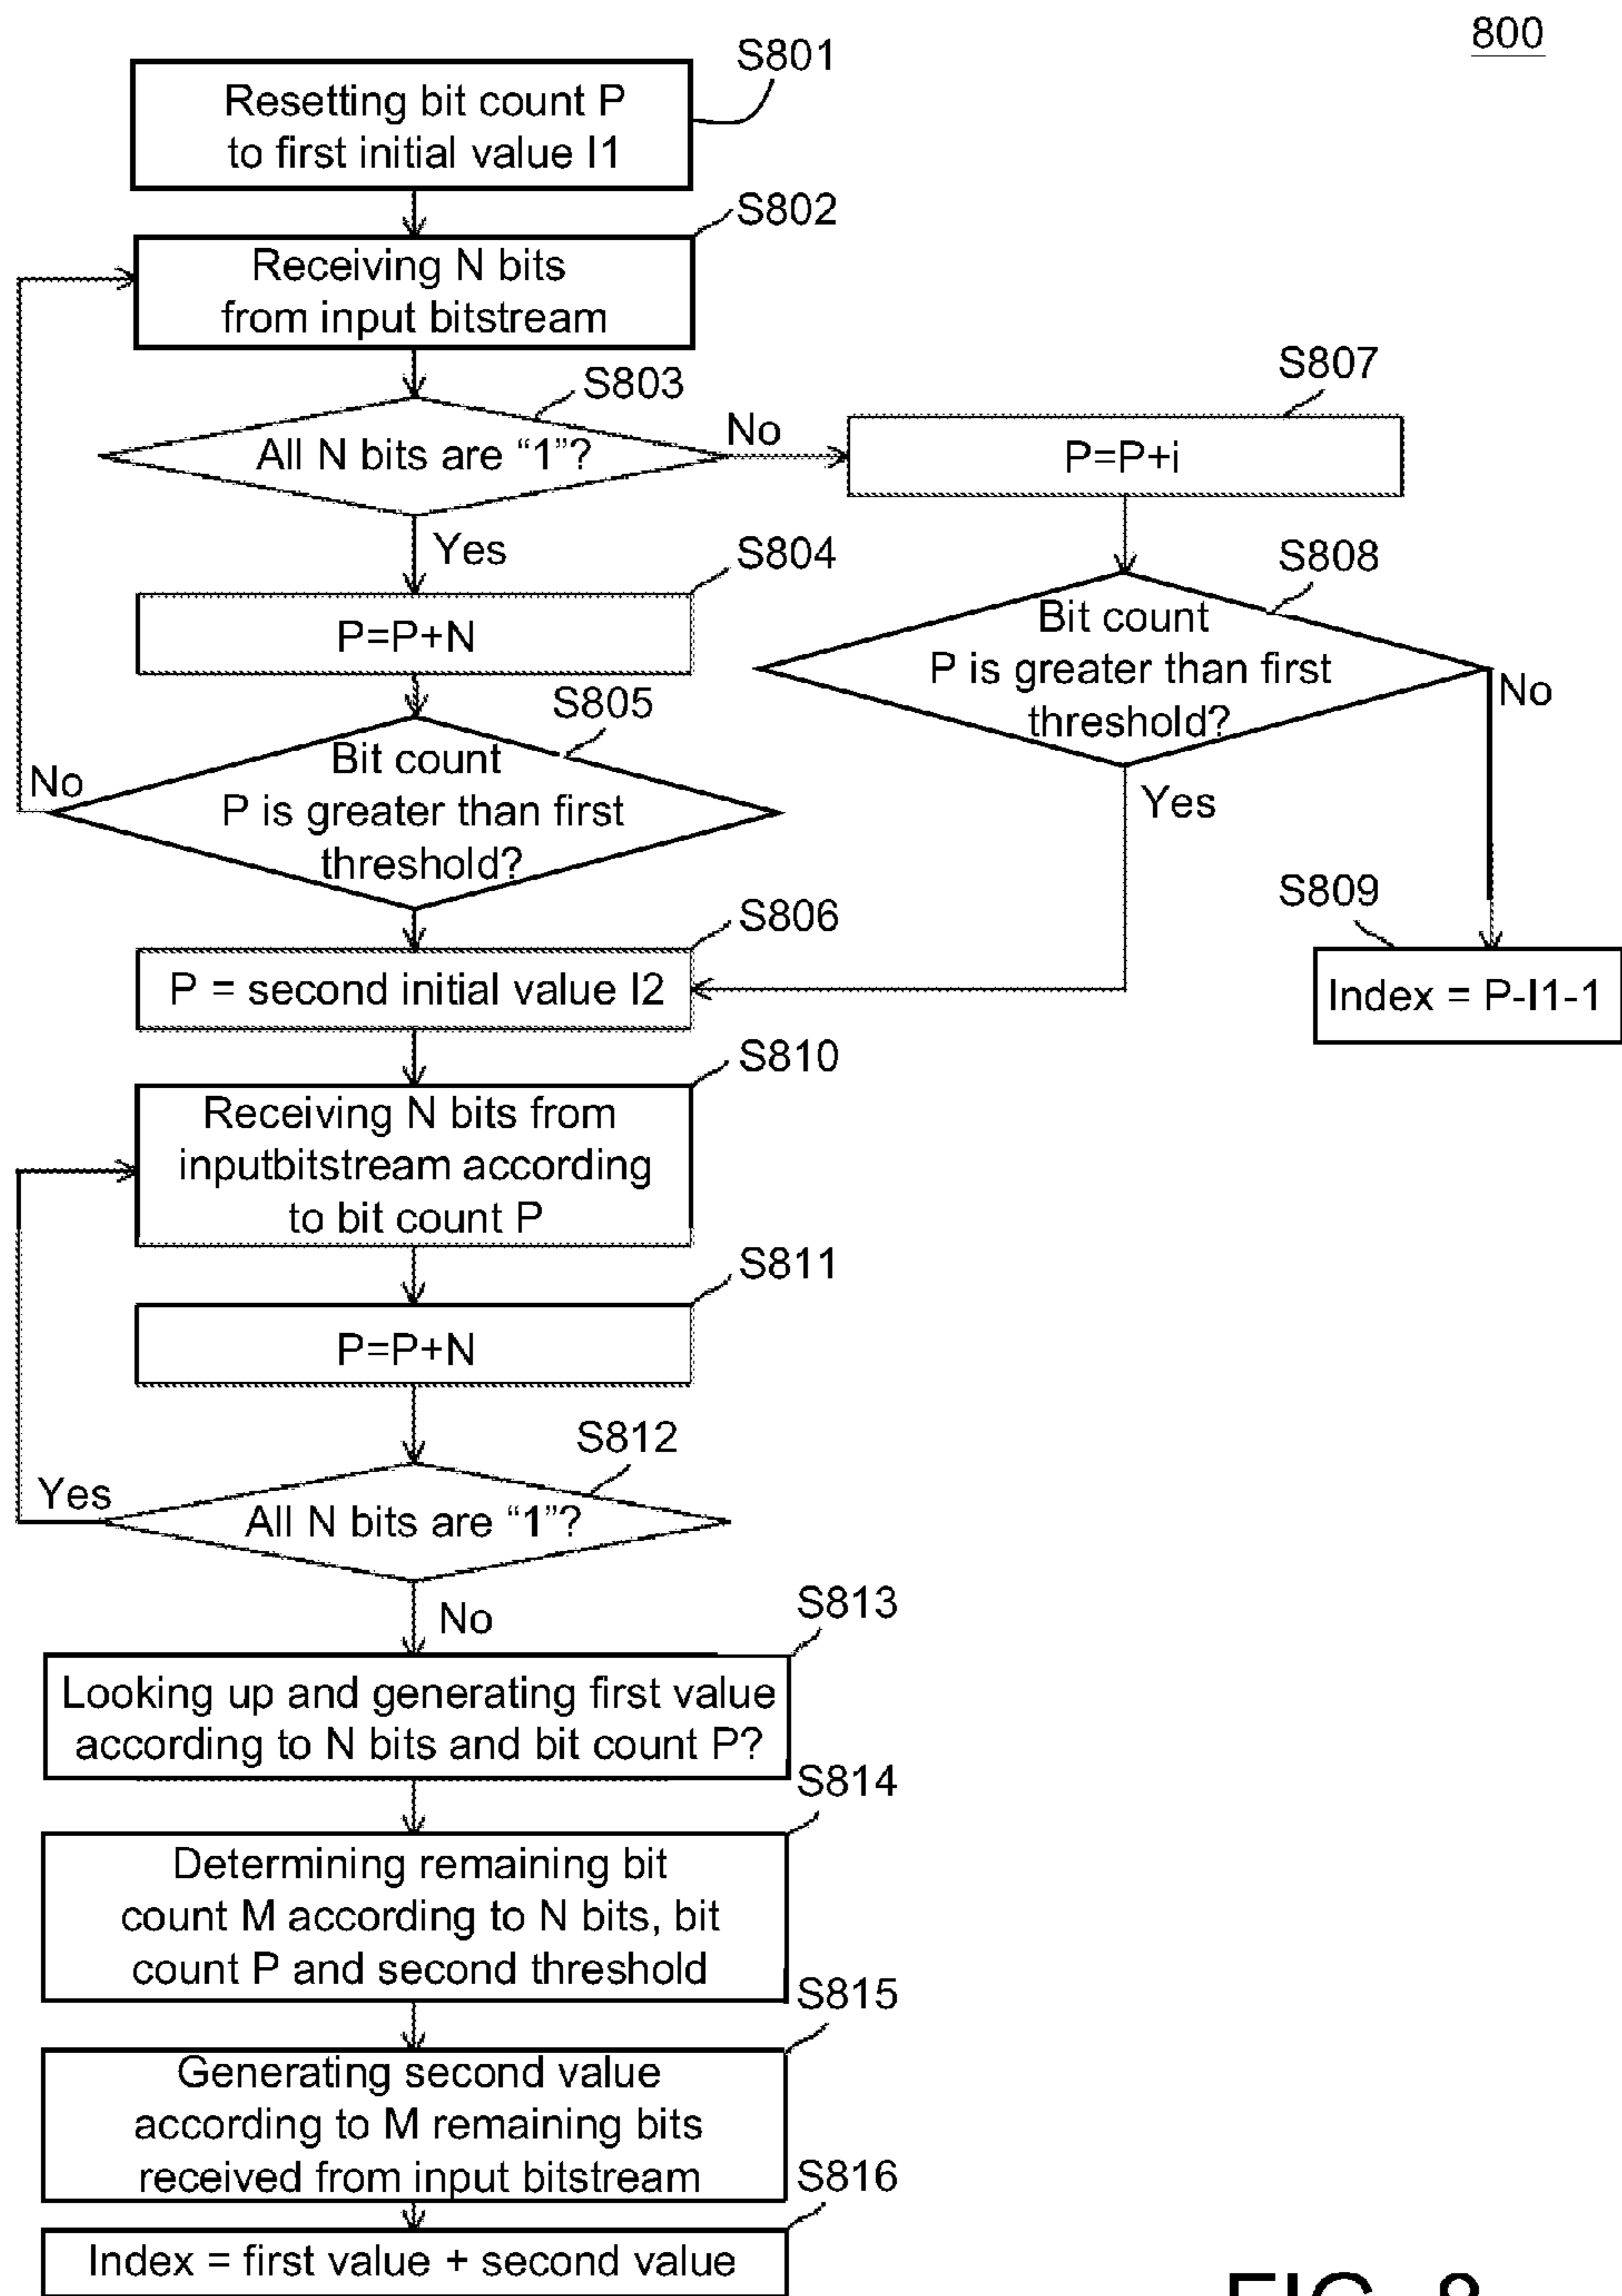 800
S801
Resetting bit count P
to first initial value I1
S802
Receiving N bits
from input bitstream
S803
All N bits are “1”?
No
S807
P=P+i
Yes
S804
P=P+N
S808
Bit count
P is greater than first
threshold?
No
Yes
S805
Bit count
P is greater than first
threshold?
No
S809
Index = P-I1-1
S806
P = second initial value I2
S810
Receiving N bits from
inputbitstream according
to bit count P
S811
P=P+N
S812
All N bits are “1”?
Yes
No
S813
Looking up and generating first value
according to N bits and bit count P?
S814
Determining remaining bit
count M according to N bits, bit
count P and second threshold
S815
Generating second value
according to M remaining bits
received from input bitstream
S816
Index = first value + second value
FIG. 8